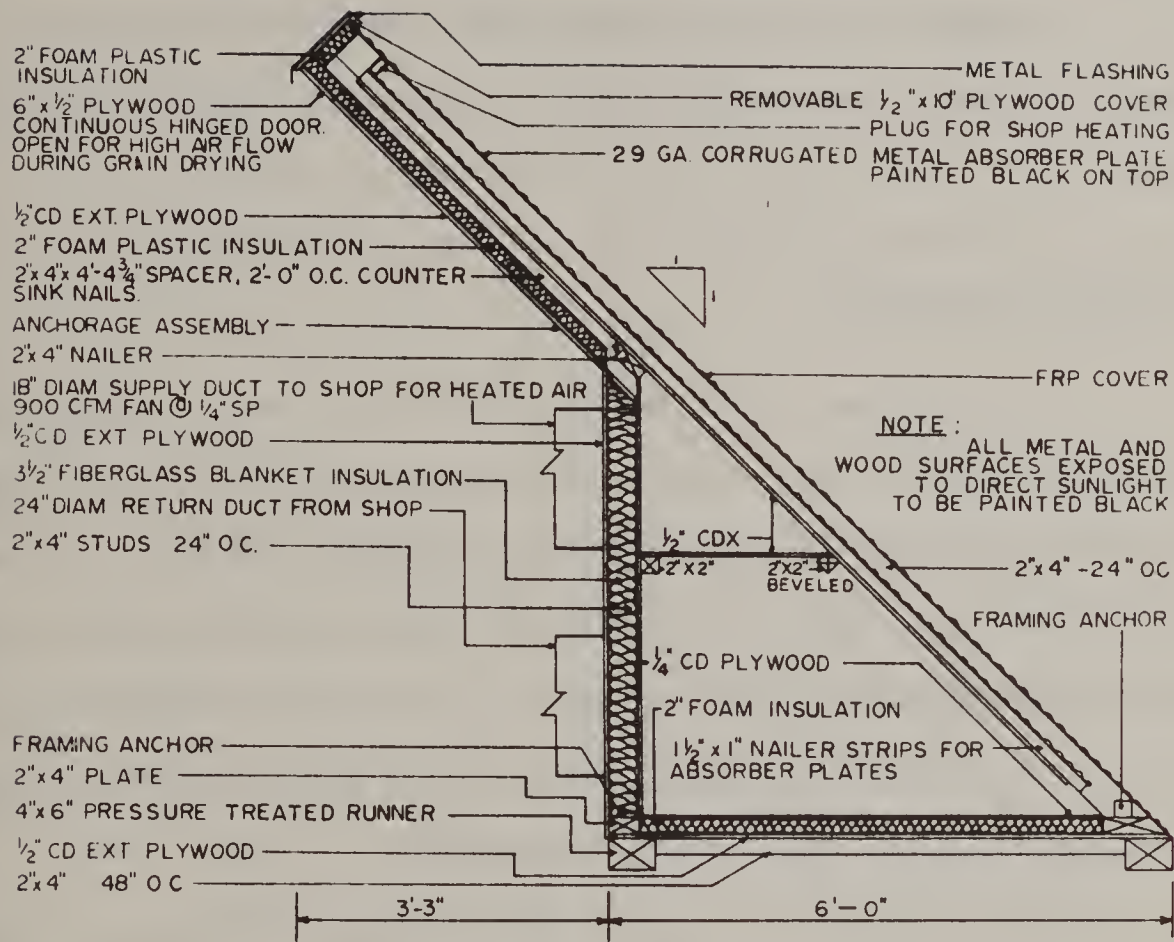 2" FOAM PLASTIC
INSULATION
6" x 1/2" PLYWOOD
CONTINUOUS HINGED DOOR.
OPEN FOR HIGH AIR FLOW
DURING GRAIN DRYING
1/2" CD EXT. PLYWOOD
2" FOAM PLASTIC INSULATION
2"x 4"x 4'-4 3/4" SPACER, 2'-0" O.C. COUNTER
SINK NAILS.
ANCHORAGE ASSEMBLY
2"x 4" NAILER
18" DIAM SUPPLY DUCT TO SHOP FOR HEATED AIR
900 CFM FAN @ 1/4" SP
1/2" CD EXT PLYWOOD
3 1/2" FIBERGLASS BLANKET INSULATION
24" DIAM RETURN DUCT FROM SHOP
2"x 4" STUDS 24" O.C.
FRAMING ANCHOR
2"x 4" PLATE
4"x 6" PRESSURE TREATED RUNNER
1/2" CD EXT PLYWOOD
2"x 4" 48" O C
METAL FLASHING
REMOVABLE 1/2" x 10" PLYWOOD COVER
PLUG FOR SHOP HEATING
29 GA. CORRUGATED METAL ABSORBER PLATE
PAINTED BLACK ON TOP
1
1
FRP COVER
NOTE :
ALL METAL AND
WOOD SURFACES EXPOSED
TO DIRECT SUNLIGHT
TO BE PAINTED BLACK
1/2" CDX
2" X 2"
2" X 2"
BEVELED
2"x 4" - 24" OC
FRAMING ANCHOR
1/4" CD PLYWOOD
2" FOAM INSULATION
1 1/2" x 1" NAILER STRIPS FOR
ABSORBER PLATES
3'-3"
6'-0"